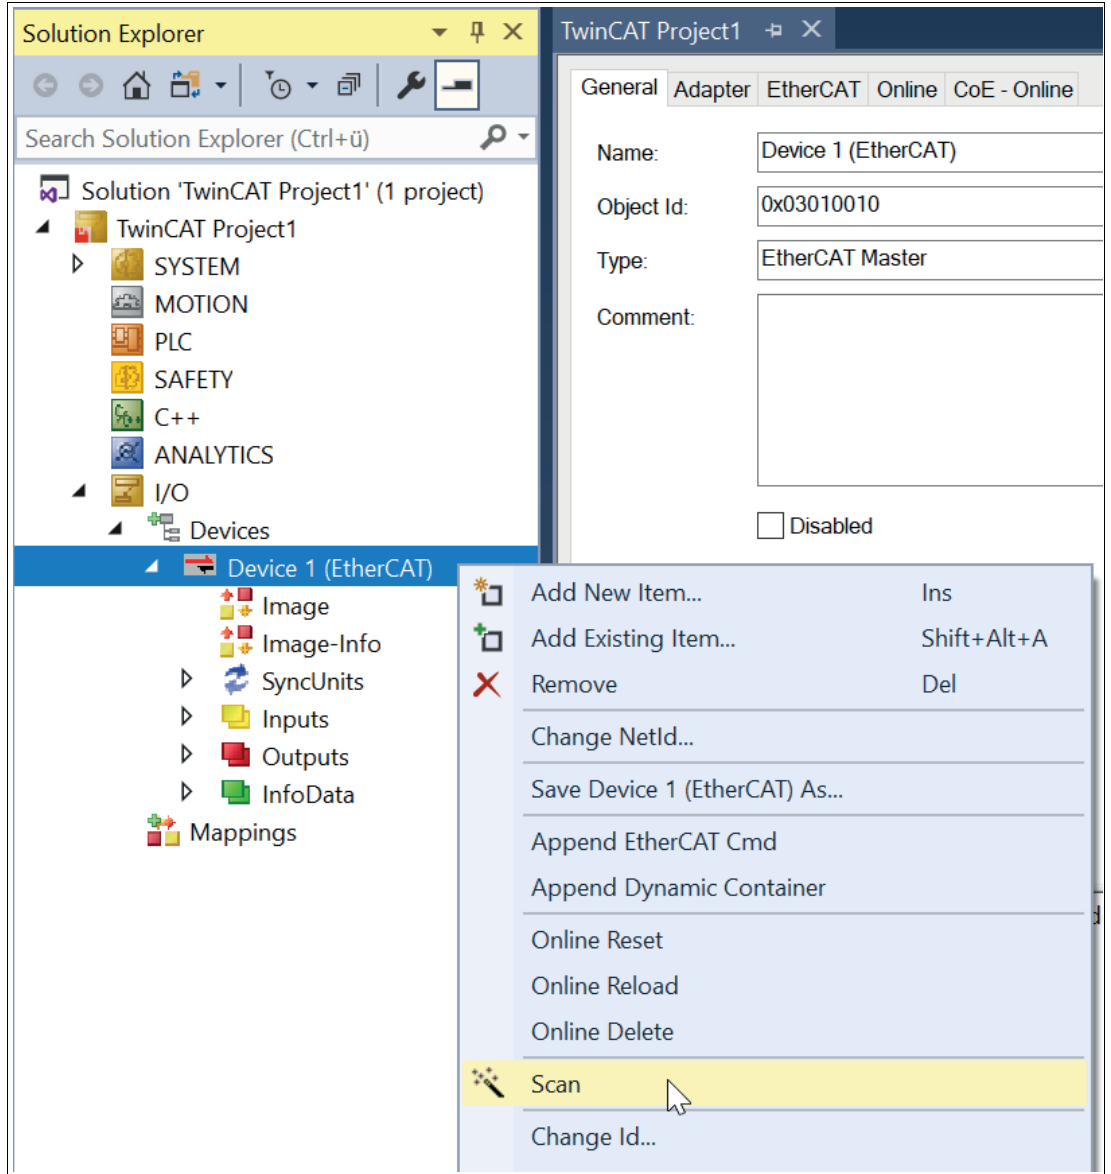 Solution Explorer
Search Solution Explorer (Ctrl+ü)
Solution 'TwinCAT Project1' (1 project)
TwinCAT Project1
SYSTEM
MOTION
PLC
SAFETY
C++
ANALYTICS
I/O
Devices
Device 1 (EtherCAT)
Image
Image-Info
SyncUnits
Inputs
Outputs
InfoData
Mappings
TwinCAT Project1
General Adapter EtherCAT Online CoE - Online
Name: Device 1 (EtherCAT)
Object Id: 0x03010010
Type: EtherCAT Master
Comment:
Disabled
Add New Item... Ins
Add Existing Item... Shift+Alt+A
Remove Del
Change NetId...
Save Device 1 (EtherCAT) As...
Append EtherCAT Cmd
Append Dynamic Container
Online Reset
Online Reload
Online Delete
Scan
Change Id...